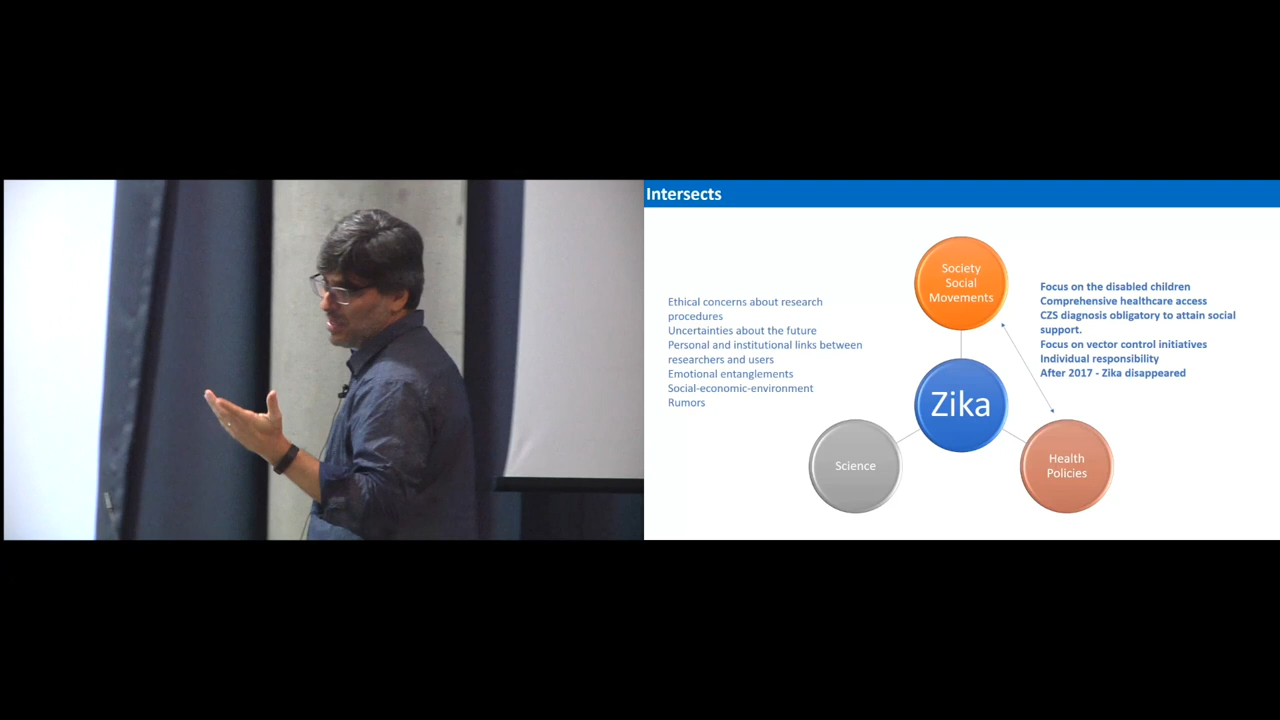 Intersects
Ethical concerns about research
procedures
Uncertainties about the future
Personal and institutional links between
researchers and users
Emotional entanglements
Social-economic-environment
Rumors
Society
Social
Movements
Zika
Science
Health
Policies
Focus on the disabled children
Comprehensive healthcare access
CZS diagnosis obligatory to attain social
support.
Focus on vector control initiatives
Individual responsibility
After 2017 - Zika disappeared